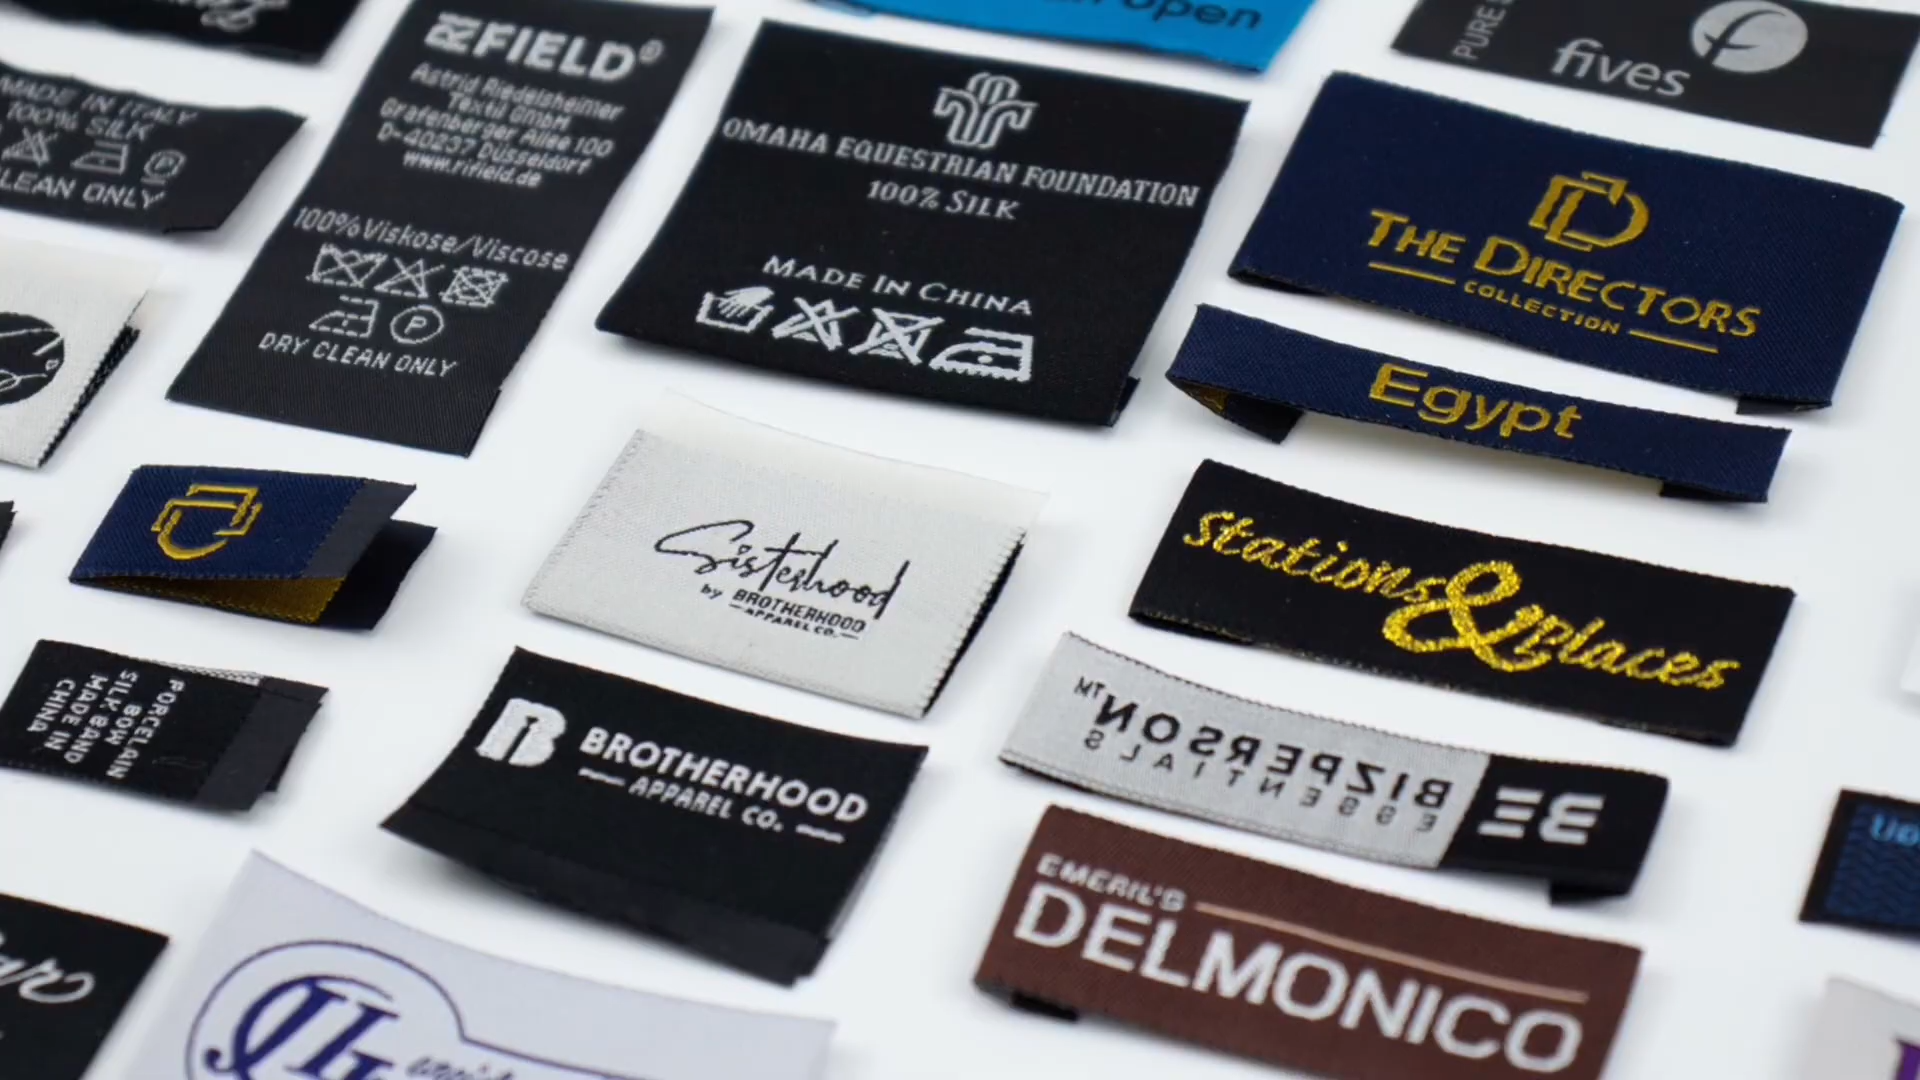 open
PURE
fives
RFIELD®
Astrid Riedelsheimer
Textil GmbH
Grafenberger Allee 100
D-40237 Düsseldorf
www.rifield.de
100% Viskose/Viscose
P
DRY CLEAN ONLY
MADE IN ITALY
100% SILK
P
CLEAN ONLY
OMAHA EQUESTRIAN FOUNDATION
100% SILK
MADE IN CHINA
THE DIRECTORS
COLLECTION
Egypt
Sisterhood
by BROTHERHOOD
APPAREL CO.
Stations & Places
PORCELAIN
SILK BOW
MADE IN
CHINA
BROTHERHOOD
APPAREL CO.
BIZPERSON™
ESSENTIALS
BE
EMERIL'S
DELMONICO